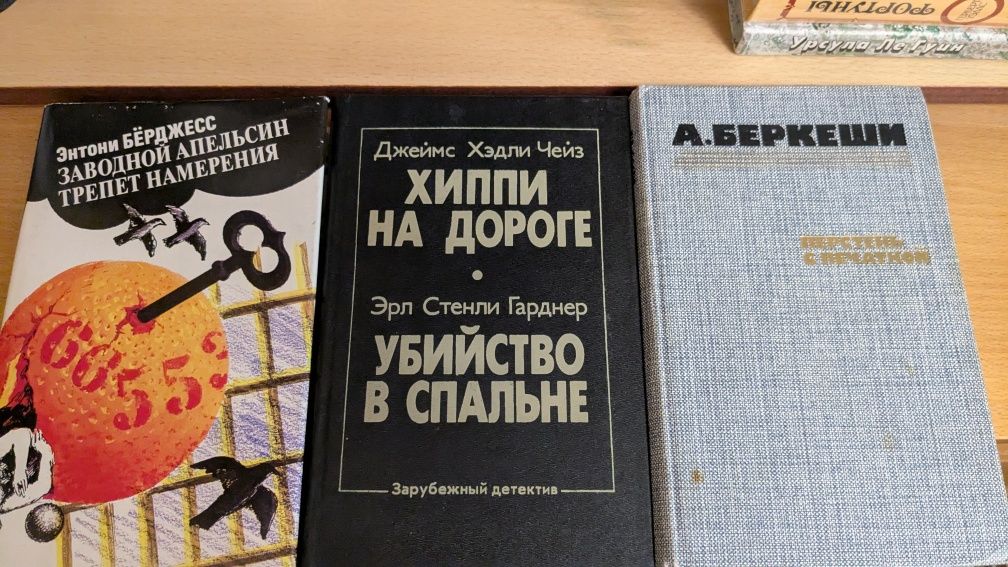 ФОРТУНЫ
Урсула Ле Гуин
Энтони БЁРДЖЕСС
ЗАВОДНОЙ АПЕЛЬСИН
ТРЕПЕТ НАМЕРЕНИЯ
6655?
Джеймс Хэдли Чейз
ХИППИ
НА ДОРОГЕ
Эрл Стенли Гарднер
УБИЙСТВО
В СПАЛЬНЕ
Зарубежный детектив
А.БЕРКЕШИ
ПЕРСТЕНЬ
С ПЕЧАТКОЙ